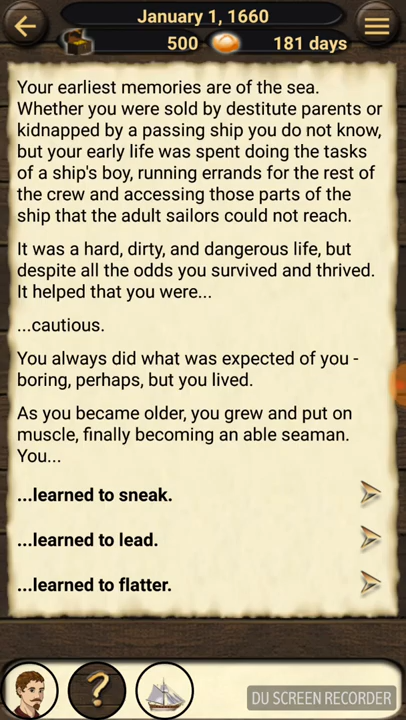 January 1, 1660
500 181 days
Your earliest memories are of the sea.
Whether you were sold by destitute parents or
kidnapped by a passing ship you do not know,
but your early life was spent doing the tasks
of a ship's boy, running errands for the rest of
the crew and accessing those parts of the
ship that the adult sailors could not reach.
It was a hard, dirty, and dangerous life, but
despite all the odds you survived and thrived.
It helped that you were...
...cautious.
You always did what was expected of you -
boring, perhaps, but you lived.
As you became older, you grew and put on
muscle, finally becoming an able seaman.
You...
...learned to sneak.
...learned to lead.
...learned to flatter.
?
DU SCREEN RECORDER